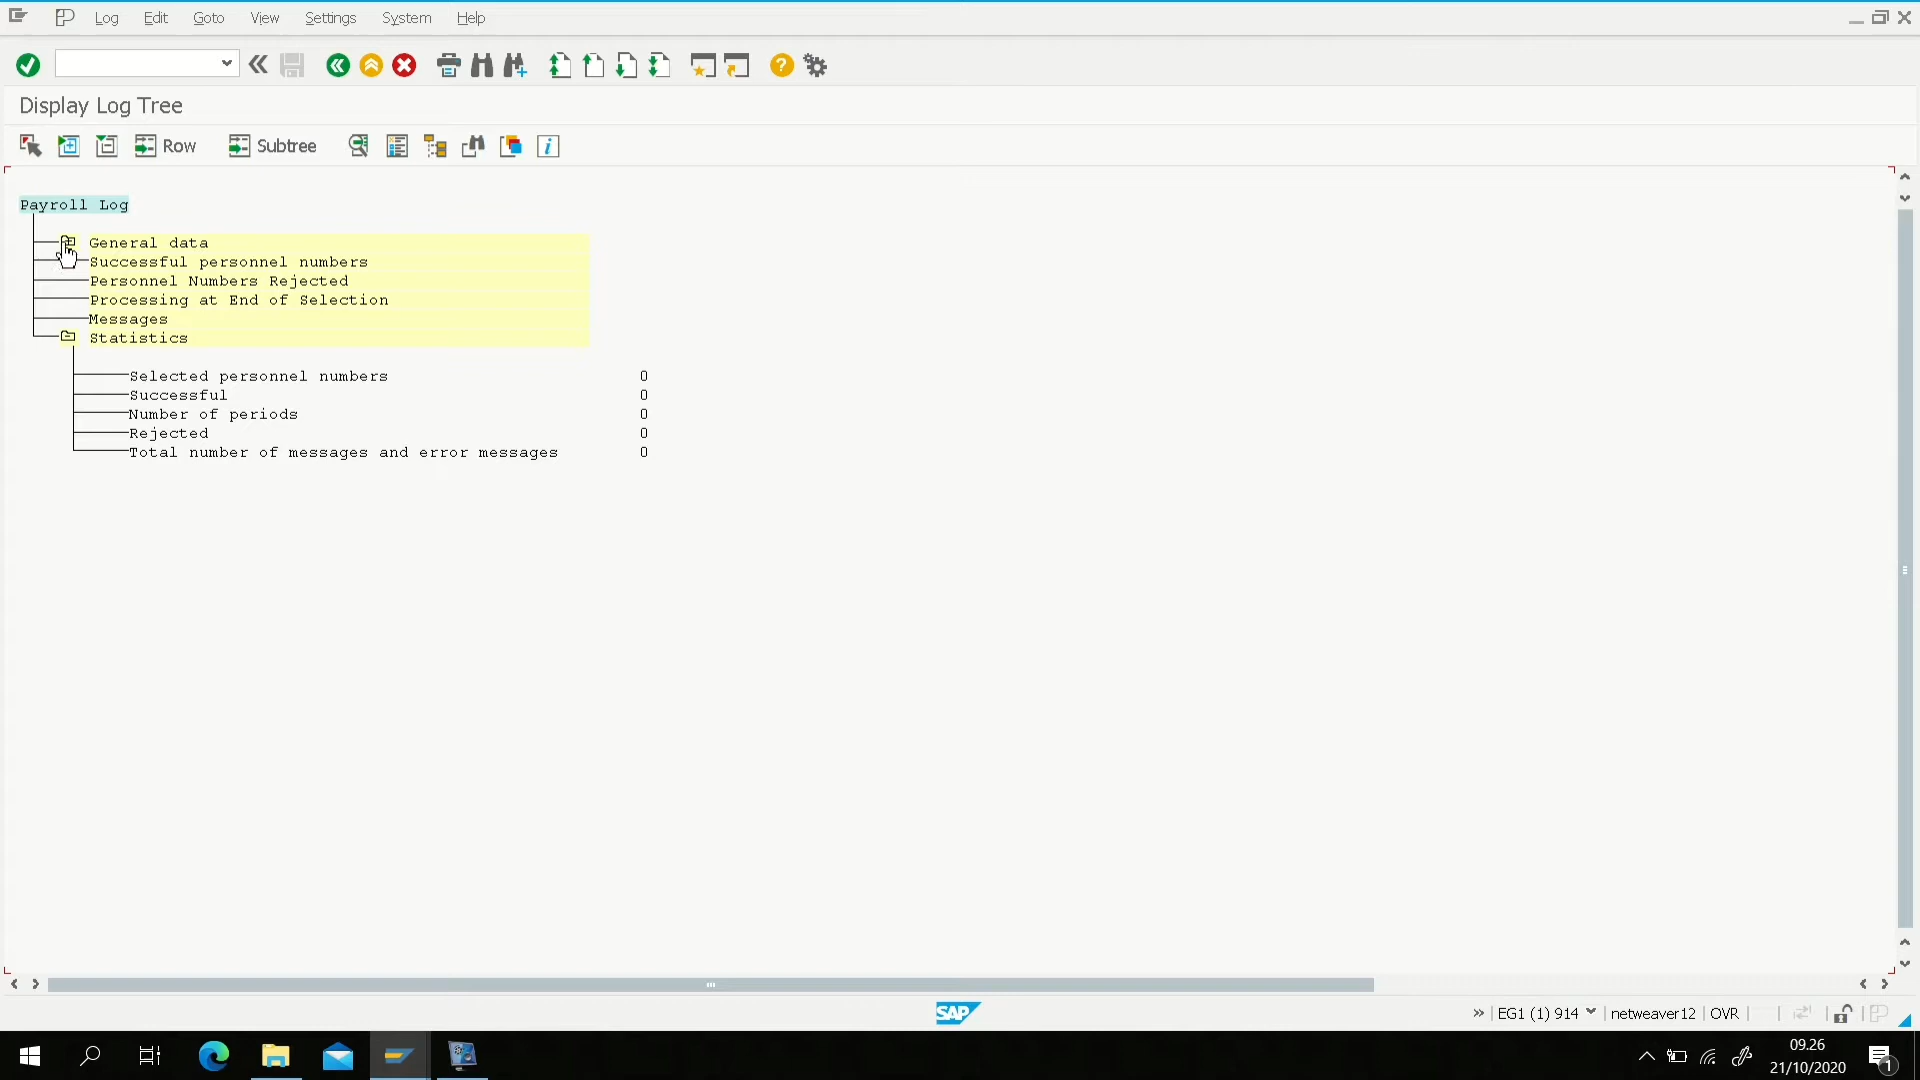 Log Edit Goto View Settings System Help
Display Log Tree
Row Subtree
Payroll Log
General data
Successful personnel numbers
Personnel Numbers Rejected
Processing at End of Selection
Messages
Statistics
Selected personnel numbers 0
Successful 0
Number of periods 0
Rejected 0
Total number of messages and error messages 0
SAP
EG1 (1) 914 netweaver12 OVR
09.26
21/10/2020
1